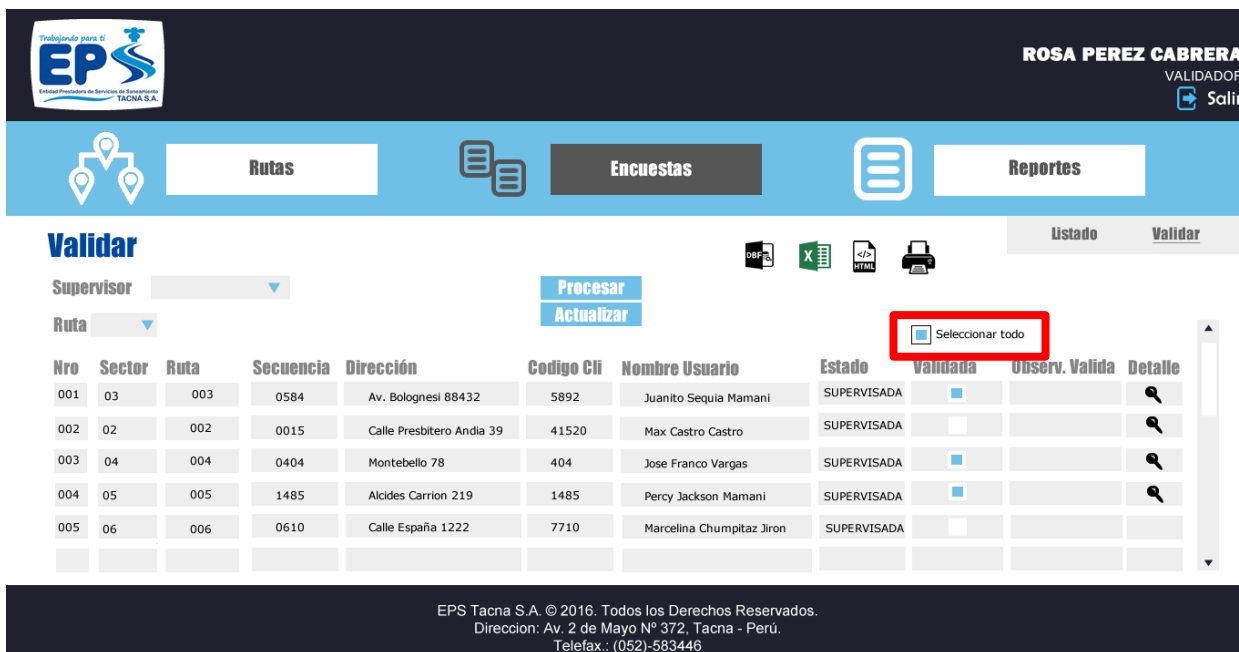 Trabajando para tí
EPS
Entidad Prestadora de Servicios de Saneamiento
TACNA S.A.
ROSA PEREZ CABRERA
VALIDADOR
Salir
Rutas
Encuestas
Reportes
Validar
DBF
X
</>
HTML
Listado
Validar
Supervisor
Procesar
Actualizar
Ruta
Seleccionar todo
Nro Sector Ruta Secuencia Dirección Codigo Cli Nombre Usuario Estado Validada Observ. Valida Detalle
001 03 003 0584 Av. Bolognesi 88432 5892 Juanito Sequia Mamani SUPERVISADA
002 02 002 0015 Calle Presbitero Andia 39 41520 Max Castro Castro SUPERVISADA
003 04 004 0404 Montebello 78 404 Jose Franco Vargas SUPERVISADA
004 05 005 1485 Alcides Carrion 219 1485 Percy Jackson Mamani SUPERVISADA
005 06 006 0610 Calle España 1222 7710 Marcelina Chumpitaz Jiron SUPERVISADA
EPS Tacna S.A. © 2016. Todos los Derechos Reservados.
Direccion: Av. 2 de Mayo Nº 372, Tacna - Perú.
Telefax.: (052)-583446